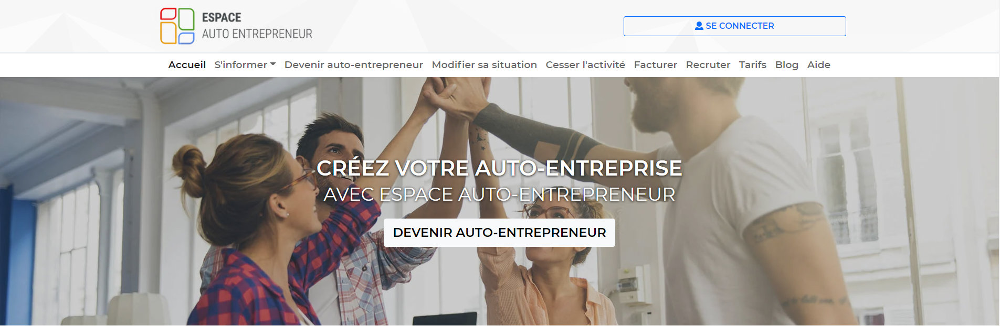 ESPACE
AUTO ENTREPRENEUR
SE CONNECTER
Accueil S'informer Devenir auto-entrepreneur Modifier sa situation Cesser l'activité Facturer Recruter Tarifs Blog Aide
CRÉEZ VOTRE AUTO-ENTREPRISE
AVEC ESPACE AUTO-ENTREPRENEUR
DEVENIR AUTO-ENTREPRENEUR